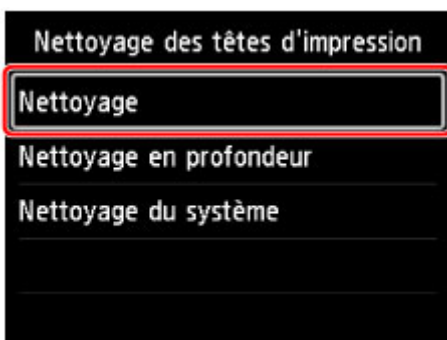 Nettoyage des têtes d'impression
Nettoyage
Nettoyage en profondeur
Nettoyage du système